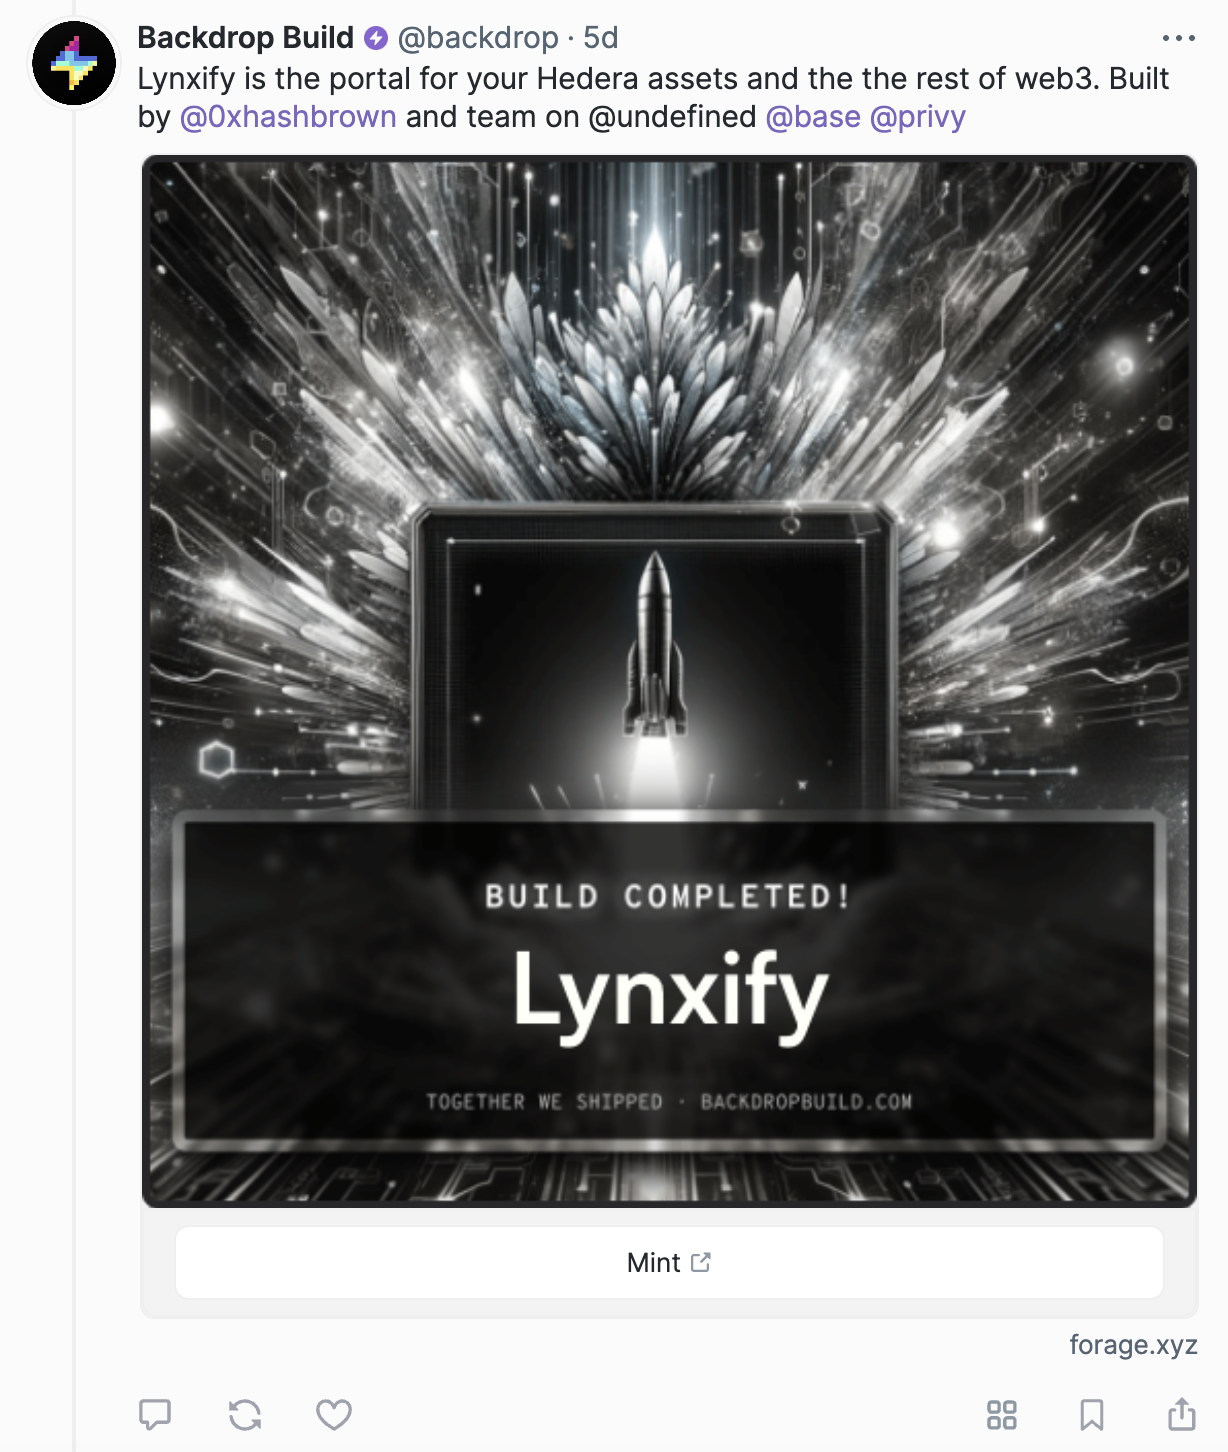 Backdrop Build @backdrop · 5d
Lynxify is the portal for your Hedera assets and the the rest of web3. Built
by @0xhashbrown and team on @undefined @base @privy
BUILD COMPLETED!
Lynxify
TOGETHER WE SHIPPED · BACKDROPBUILD.COM
Mint
forage.xyz